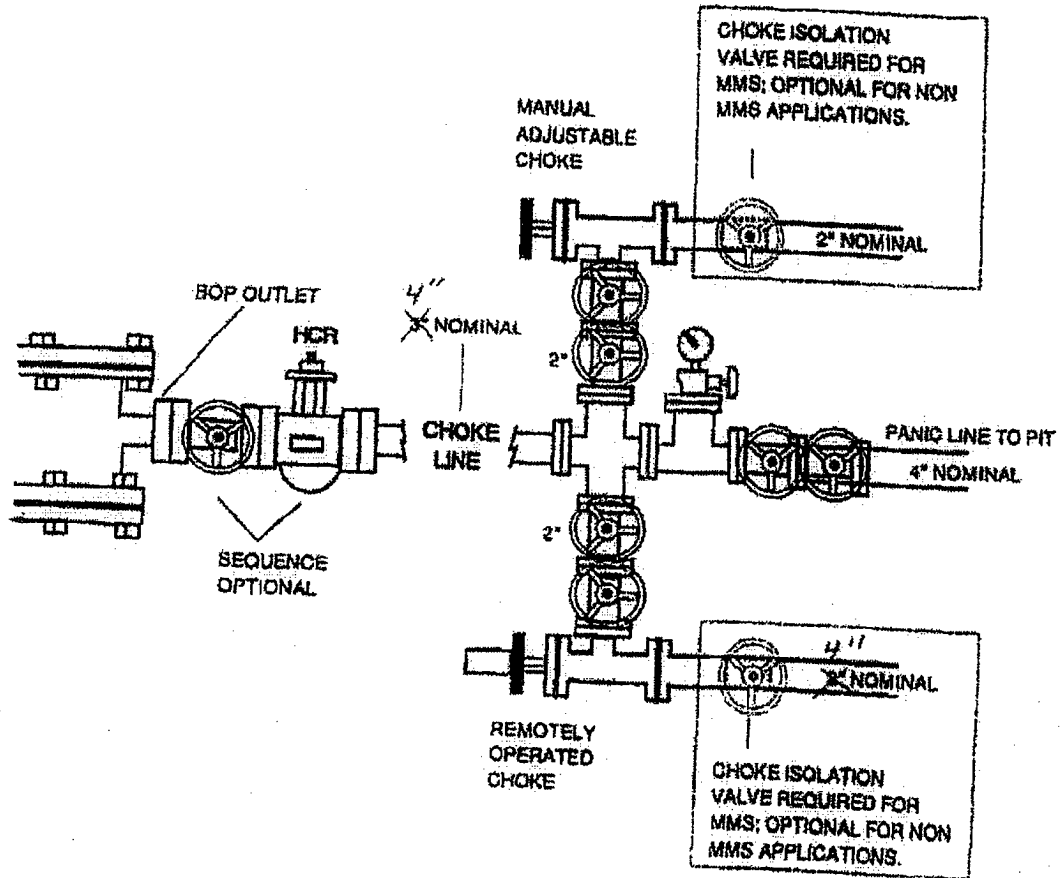 CHOKE ISOLATION
VALVE REQUIRED FOR
MMS; OPTIONAL FOR NON
MMS APPLICATIONS.
MANUAL
ADJUSTABLE
CHOKE
2" NOMINAL
BOP OUTLET
4"
3" NOMINAL
HCR
2"
CHOKE
LINE
PANIC LINE TO PIT
4" NOMINAL
2"
SEQUENCE
OPTIONAL
4"
NOMINAL
REMOTELY
OPERATED
CHOKE
CHOKE ISOLATION
VALVE REQUIRED FOR
MMS; OPTIONAL FOR NON
MMS APPLICATIONS.